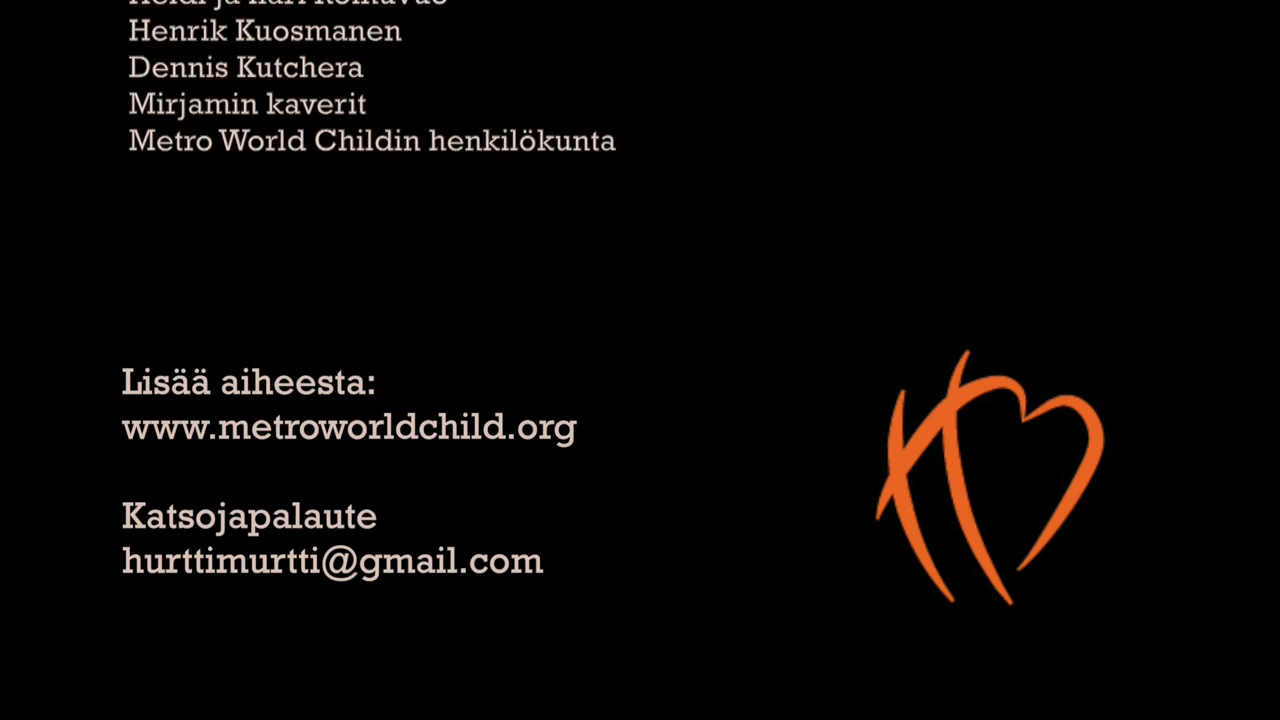 Henrik Kuosmanen
Dennis Kutchera
Mirjamin kaverit
Metro World Childin henkilökunta
Lisää aiheesta:
www.metroworldchild.org
Katsojapalaute
hurttimurtti@gmail.com